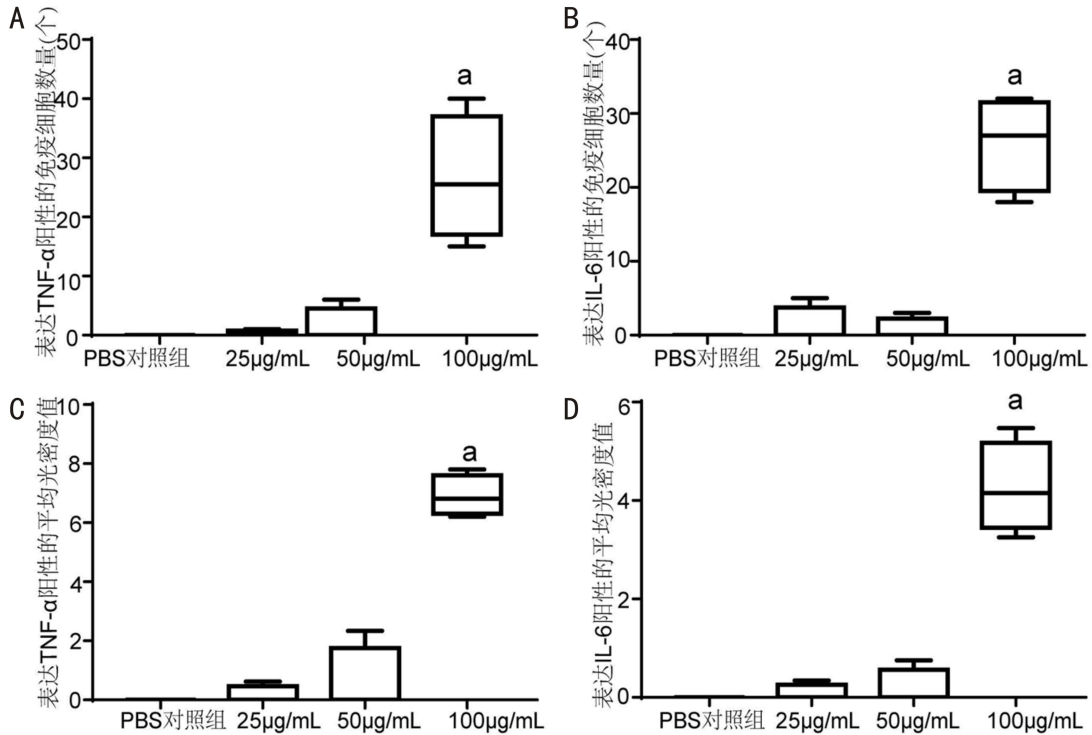 A
表达TNF-α阳性的免疫细胞数量(个)
50
40
30
20
10
0
a
PBS对照组 25μg/mL 50μg/mL 100μg/mL
B
表达IL-6阳性的免疫细胞数量(个)
40
30
20
10
0
a
PBS对照组 25μg/mL 50μg/mL 100μg/mL
C
表达TNF-α阳性的平均光密度值
10
8
6
4
2
0
a
PBS对照组 25μg/mL 50μg/mL 100μg/mL
D
表达IL-6阳性的平均光密度值
6
4
2
0
a
PBS对照组 25μg/mL 50μg/mL 100μg/mL